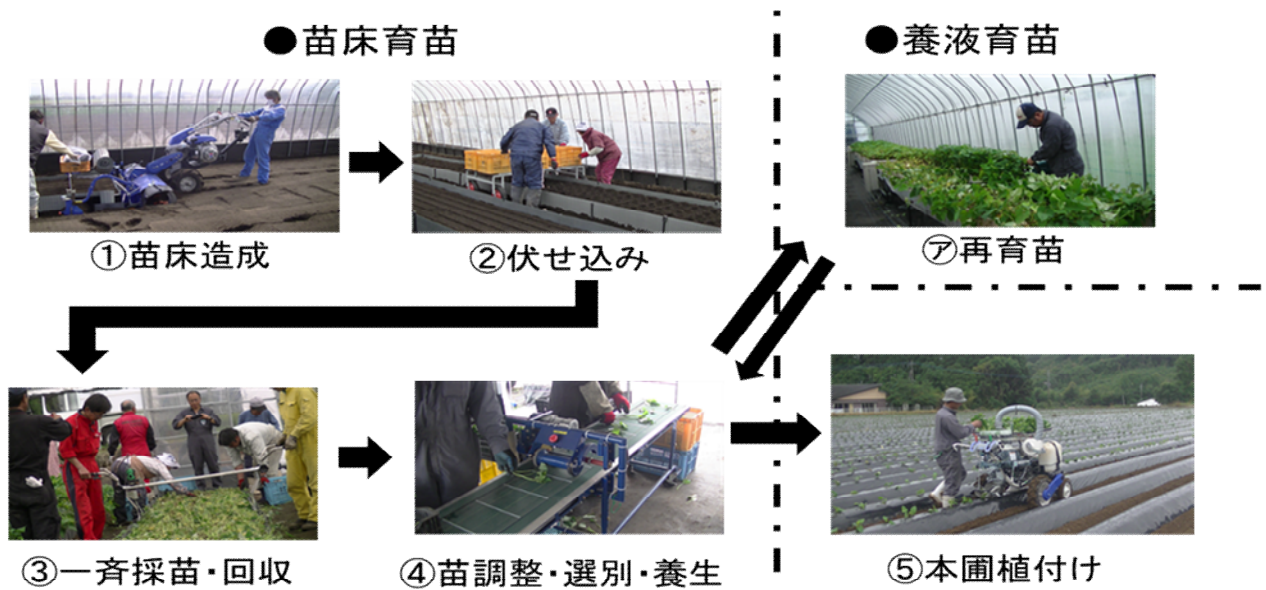 ●苗床育苗
●養液育苗
①苗床造成
②伏せ込み
㋐再育苗
③一斉採苗・回収
④苗調整・選別・養生
⑤本圃植付け